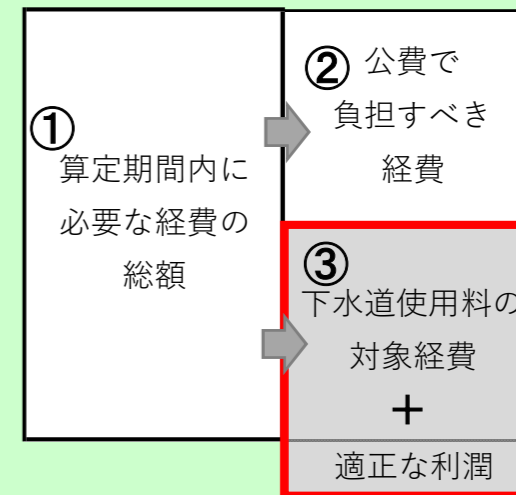 ①
算定期間内に
必要な経費の
総額
② 公費で
負担すべき
経費
③
下水道使用料の
対象経費
＋
適正な利潤